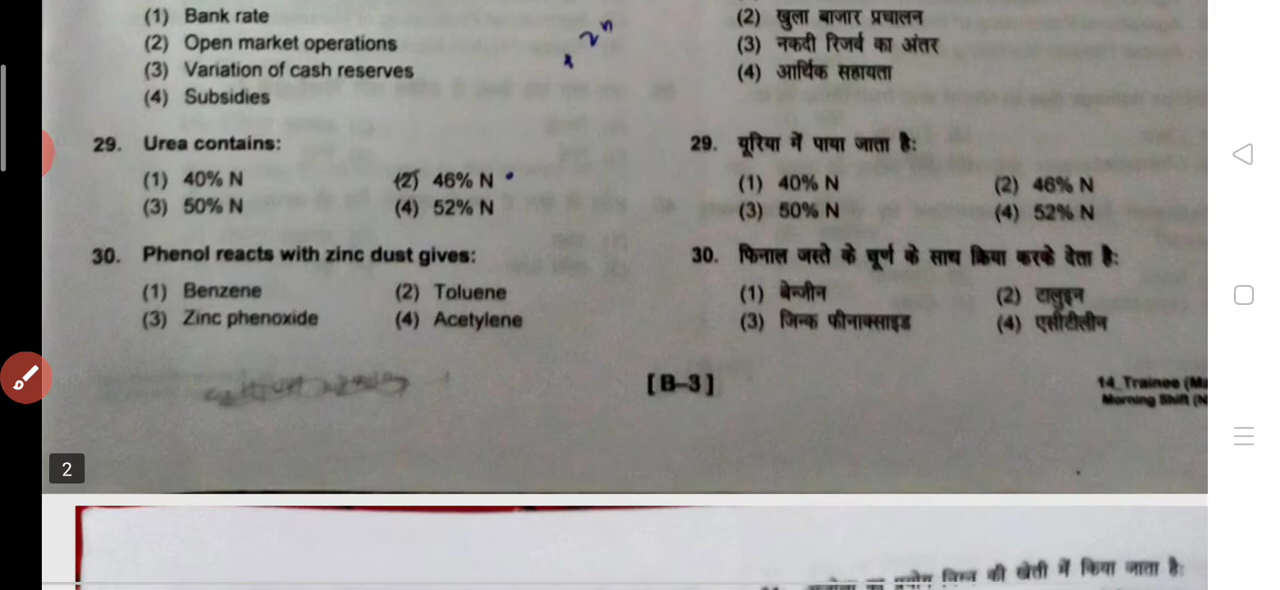 (1) Bank rate
(2) Open market operations
(3) Variation of cash reserves
(4) Subsidies
29. Urea contains:
(1) 40% N (2) 46% N
(3) 50% N (4) 52% N
30. Phenol reacts with zinc dust gives:
(1) Benzene (2) Toluene
(3) Zinc phenoxide (4) Acetylene
(2) खुला बाजार प्रचालन
(3) नकदी रिजर्व का अंतर
(4) आर्थिक सहायता
29. यूरिया में पाया जाता है:
(1) 40% N (2) 46% N
(3) 50% N (4) 52% N
30. फिनाल जस्ते के चूर्ण के साथ क्रिया करके देता है:
(1) बेन्जीन (2) टालुइन
(3) जिन्क फीनाक्साइड (4) एसीटीलीन
[B-3]
14_Trainee
Morning Shift
2
की खेती में किया जाता है: